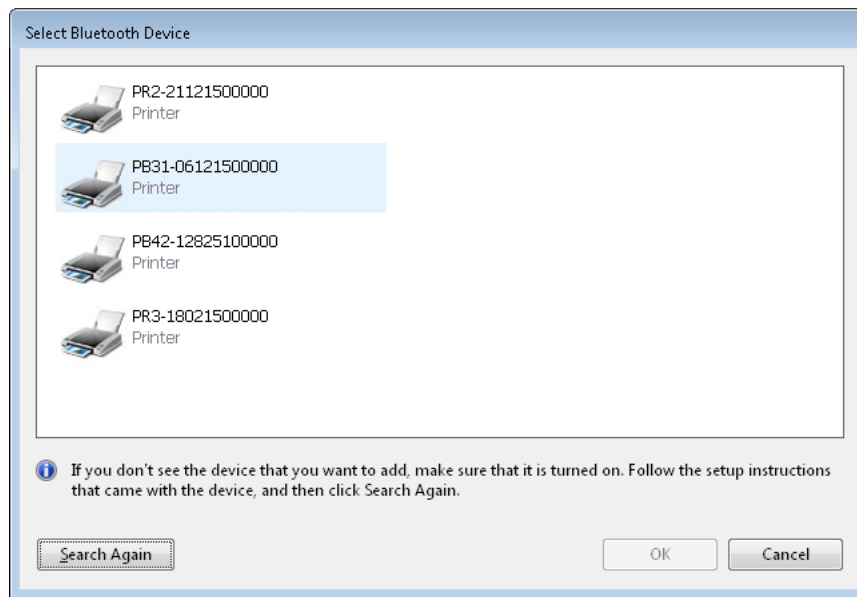 Select Bluetooth Device
PR2-21121500000
Printer
PB31-06121500000
Printer
PB42-12825100000
Printer
PR3-18021500000
Printer
If you don't see the device that you want to add, make sure that it is turned on. Follow the setup instructions
that came with the device, and then click Search Again.
Search Again
OK
Cancel